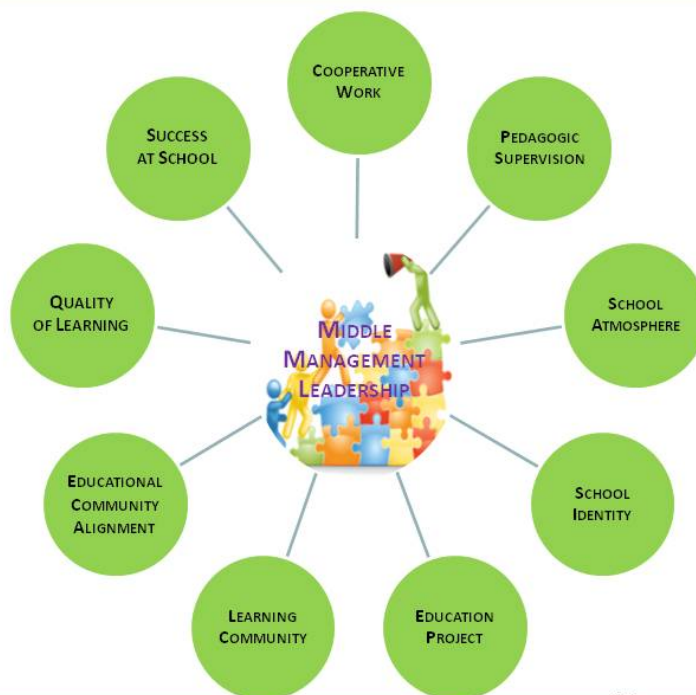 COOPERATIVE
WORK
PEDAGOGIC
SUPERVISION
SCHOOL
ATMOSPHERE
SCHOOL
IDENTITY
EDUCATION
PROJECT
LEARNING
COMMUNITY
EDUCATIONAL
COMMUNITY
ALIGNMENT
QUALITY
OF LEARNING
SUCCESS
AT SCHOOL
MIDDLE
MANAGEMENT
LEADERSHIP